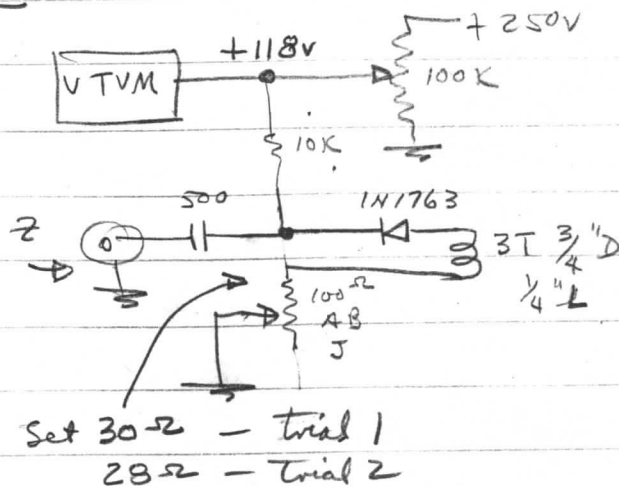 + 250V
+118v
VTVM
100K
10K
500
1N1763
Z
3T 3/4"D
1/4"L
100Ω
AB
J
Set 30Ω - trial 1
28Ω - trial 2